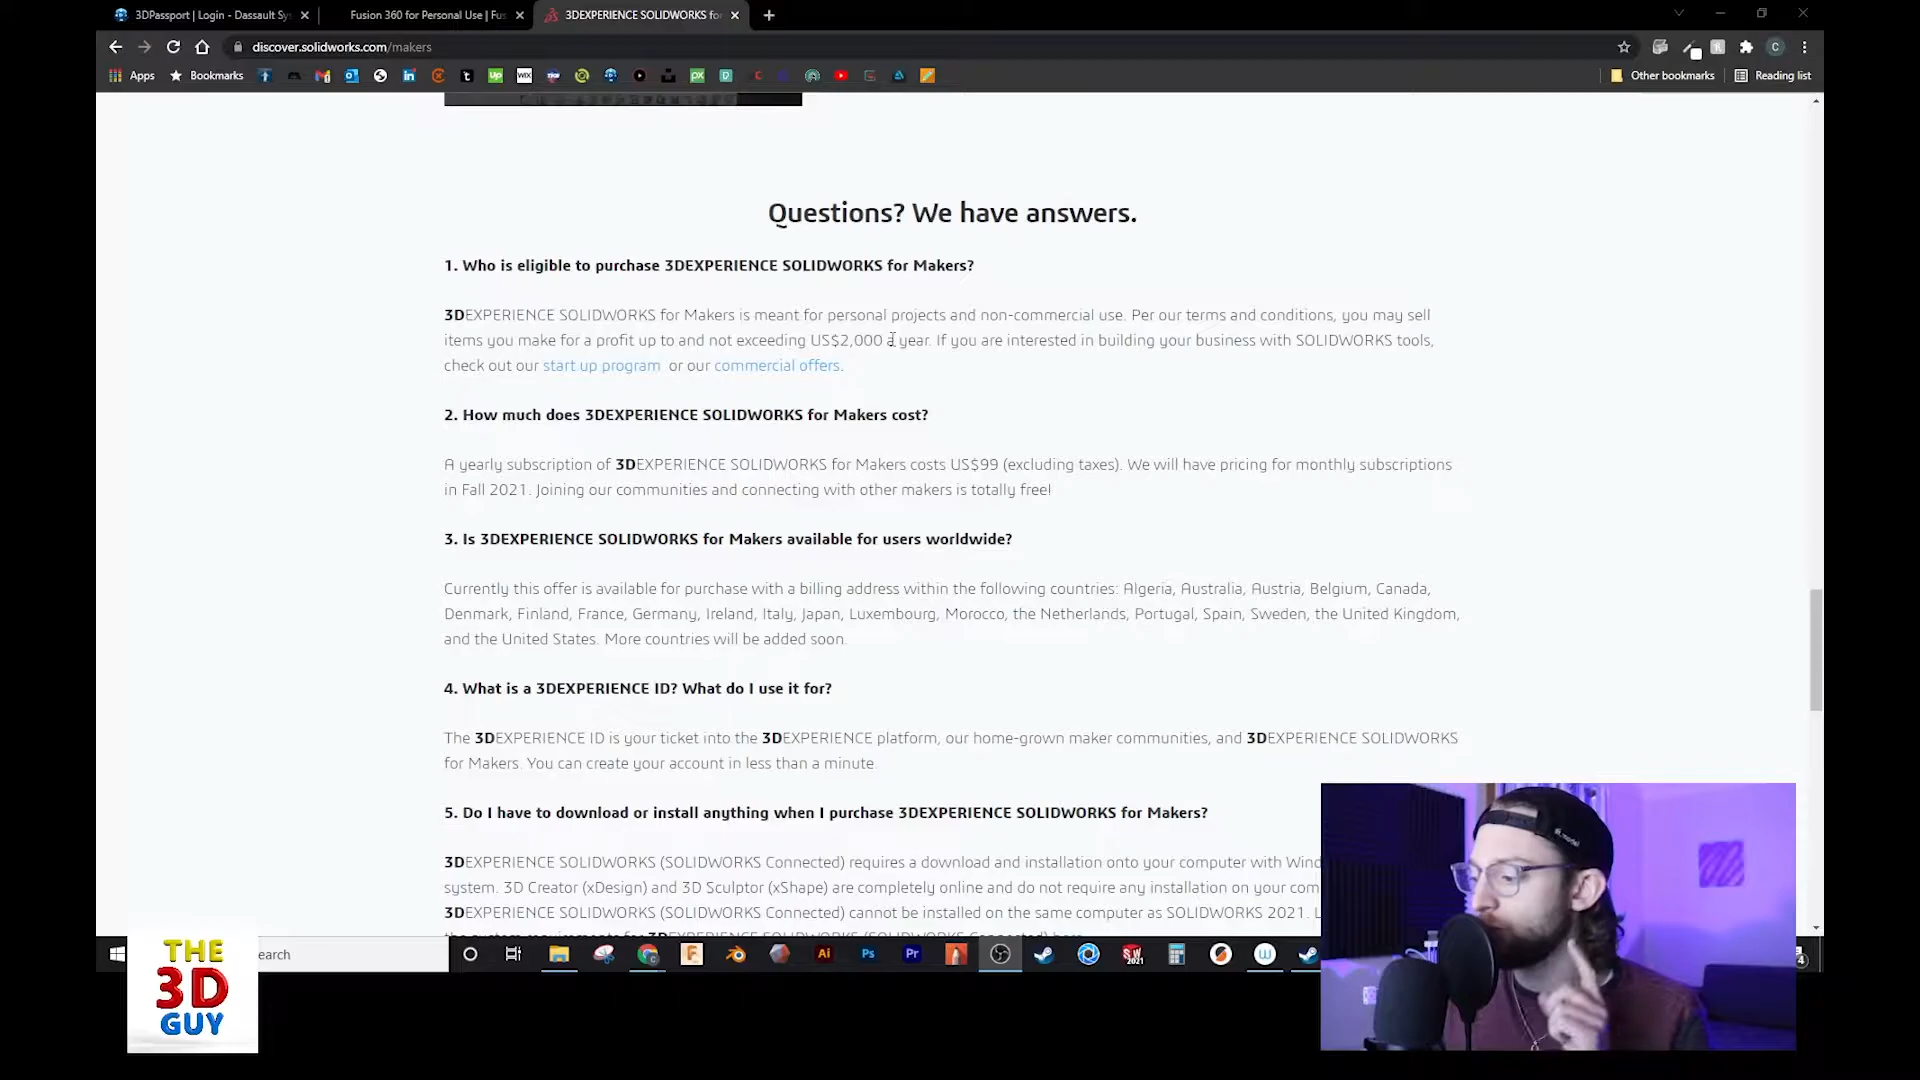 3DPassport | Login - Dassault Sy
Fusion 360 for Personal Use | Fu
3DEXPERIENCE SOLIDWORKS for
discover.solidworks.com/makers
Apps
Bookmarks
Other bookmarks
Reading list
Questions? We have answers.
1. Who is eligible to purchase 3DEXPERIENCE SOLIDWORKS for Makers?
3DEXPERIENCE SOLIDWORKS for Makers is meant for personal projects and non-commercial use. Per our terms and conditions, you may sell
items you make for a profit up to and not exceeding US$2,000 a year. If you are interested in building your business with SOLIDWORKS tools,
check out our start up program or our commercial offers.
2. How much does 3DEXPERIENCE SOLIDWORKS for Makers cost?
A yearly subscription of 3DEXPERIENCE SOLIDWORKS for Makers costs US$99 (excluding taxes). We will have pricing for monthly subscriptions
in Fall 2021. Joining our communities and connecting with other makers is totally free!
3. Is 3DEXPERIENCE SOLIDWORKS for Makers available for users worldwide?
Currently this offer is available for purchase with a billing address within the following countries: Algeria, Australia, Austria, Belgium, Canada,
Denmark, Finland, France, Germany, Ireland, Italy, Japan, Luxembourg, Morocco, the Netherlands, Portugal, Spain, Sweden, the United Kingdom,
and the United States. More countries will be added soon.
4. What is a 3DEXPERIENCE ID? What do I use it for?
The 3DEXPERIENCE ID is your ticket into the 3DEXPERIENCE platform, our home-grown maker communities, and 3DEXPERIENCE SOLIDWORKS
for Makers. You can create your account in less than a minute.
5. Do I have to download or install anything when I purchase 3DEXPERIENCE SOLIDWORKS for Makers?
3DEXPERIENCE SOLIDWORKS (SOLIDWORKS Connected) requires a download and installation onto your computer with Wind
system. 3D Creator (xDesign) and 3D Sculptor (xShape) are completely online and do not require any installation on your com
3DEXPERIENCE SOLIDWORKS (SOLIDWORKS Connected) cannot be installed on the same computer as SOLIDWORKS 2021. L
earch
Ai
Ps
Pr
THE
3D
GUY